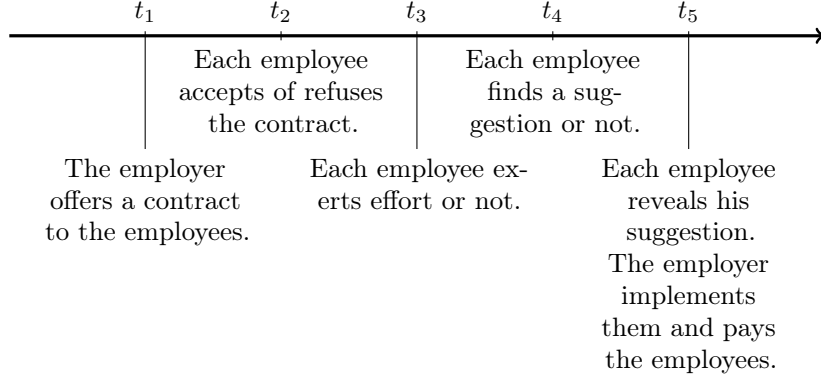 t1 t2 t3 t4 t5
Each employee
accepts of refuses
the contract.
Each employee
finds a sug-
gestion or not.
The employer
offers a contract
to the employees.
Each employee ex-
erts effort or not.
Each employee
reveals his
suggestion.
The employer
implements
them and pays
the employees.